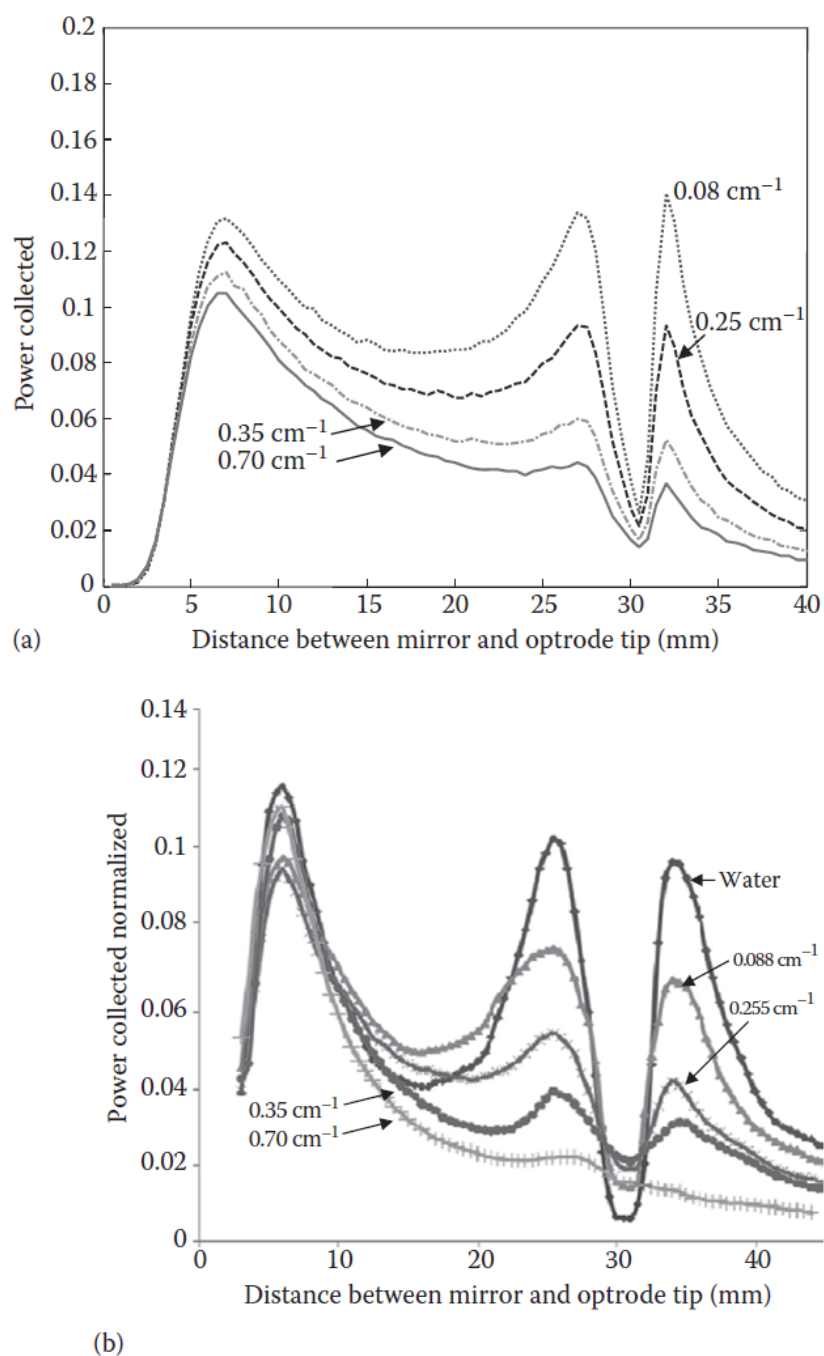 0.2
0.18
0.16
0.14
0.12
0.1
0.08
0.06
0.04
0.02
0
Power collected
0.08 cm⁻¹
0.25 cm⁻¹
0.35 cm⁻¹
0.70 cm⁻¹
0 5 10 15 20 25 30 35 40
Distance between mirror and optrode tip (mm)
(a)
0.14
0.12
0.1
0.08
0.06
0.04
0.02
0
Power collected normalized
Water
0.088 cm⁻¹
0.255 cm⁻¹
0.35 cm⁻¹
0.70 cm⁻¹
0 10 20 30 40
Distance between mirror and optrode tip (mm)
(b)